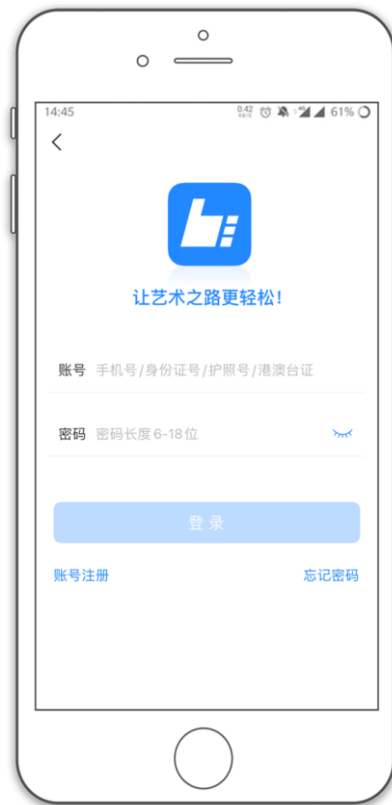 14:45
0.42
KB/S
4G
61%
让艺术之路更轻松!
账号 手机号/身份证号/护照号/港澳台证
密码 密码长度6-18位
登录
账号注册 忘记密码